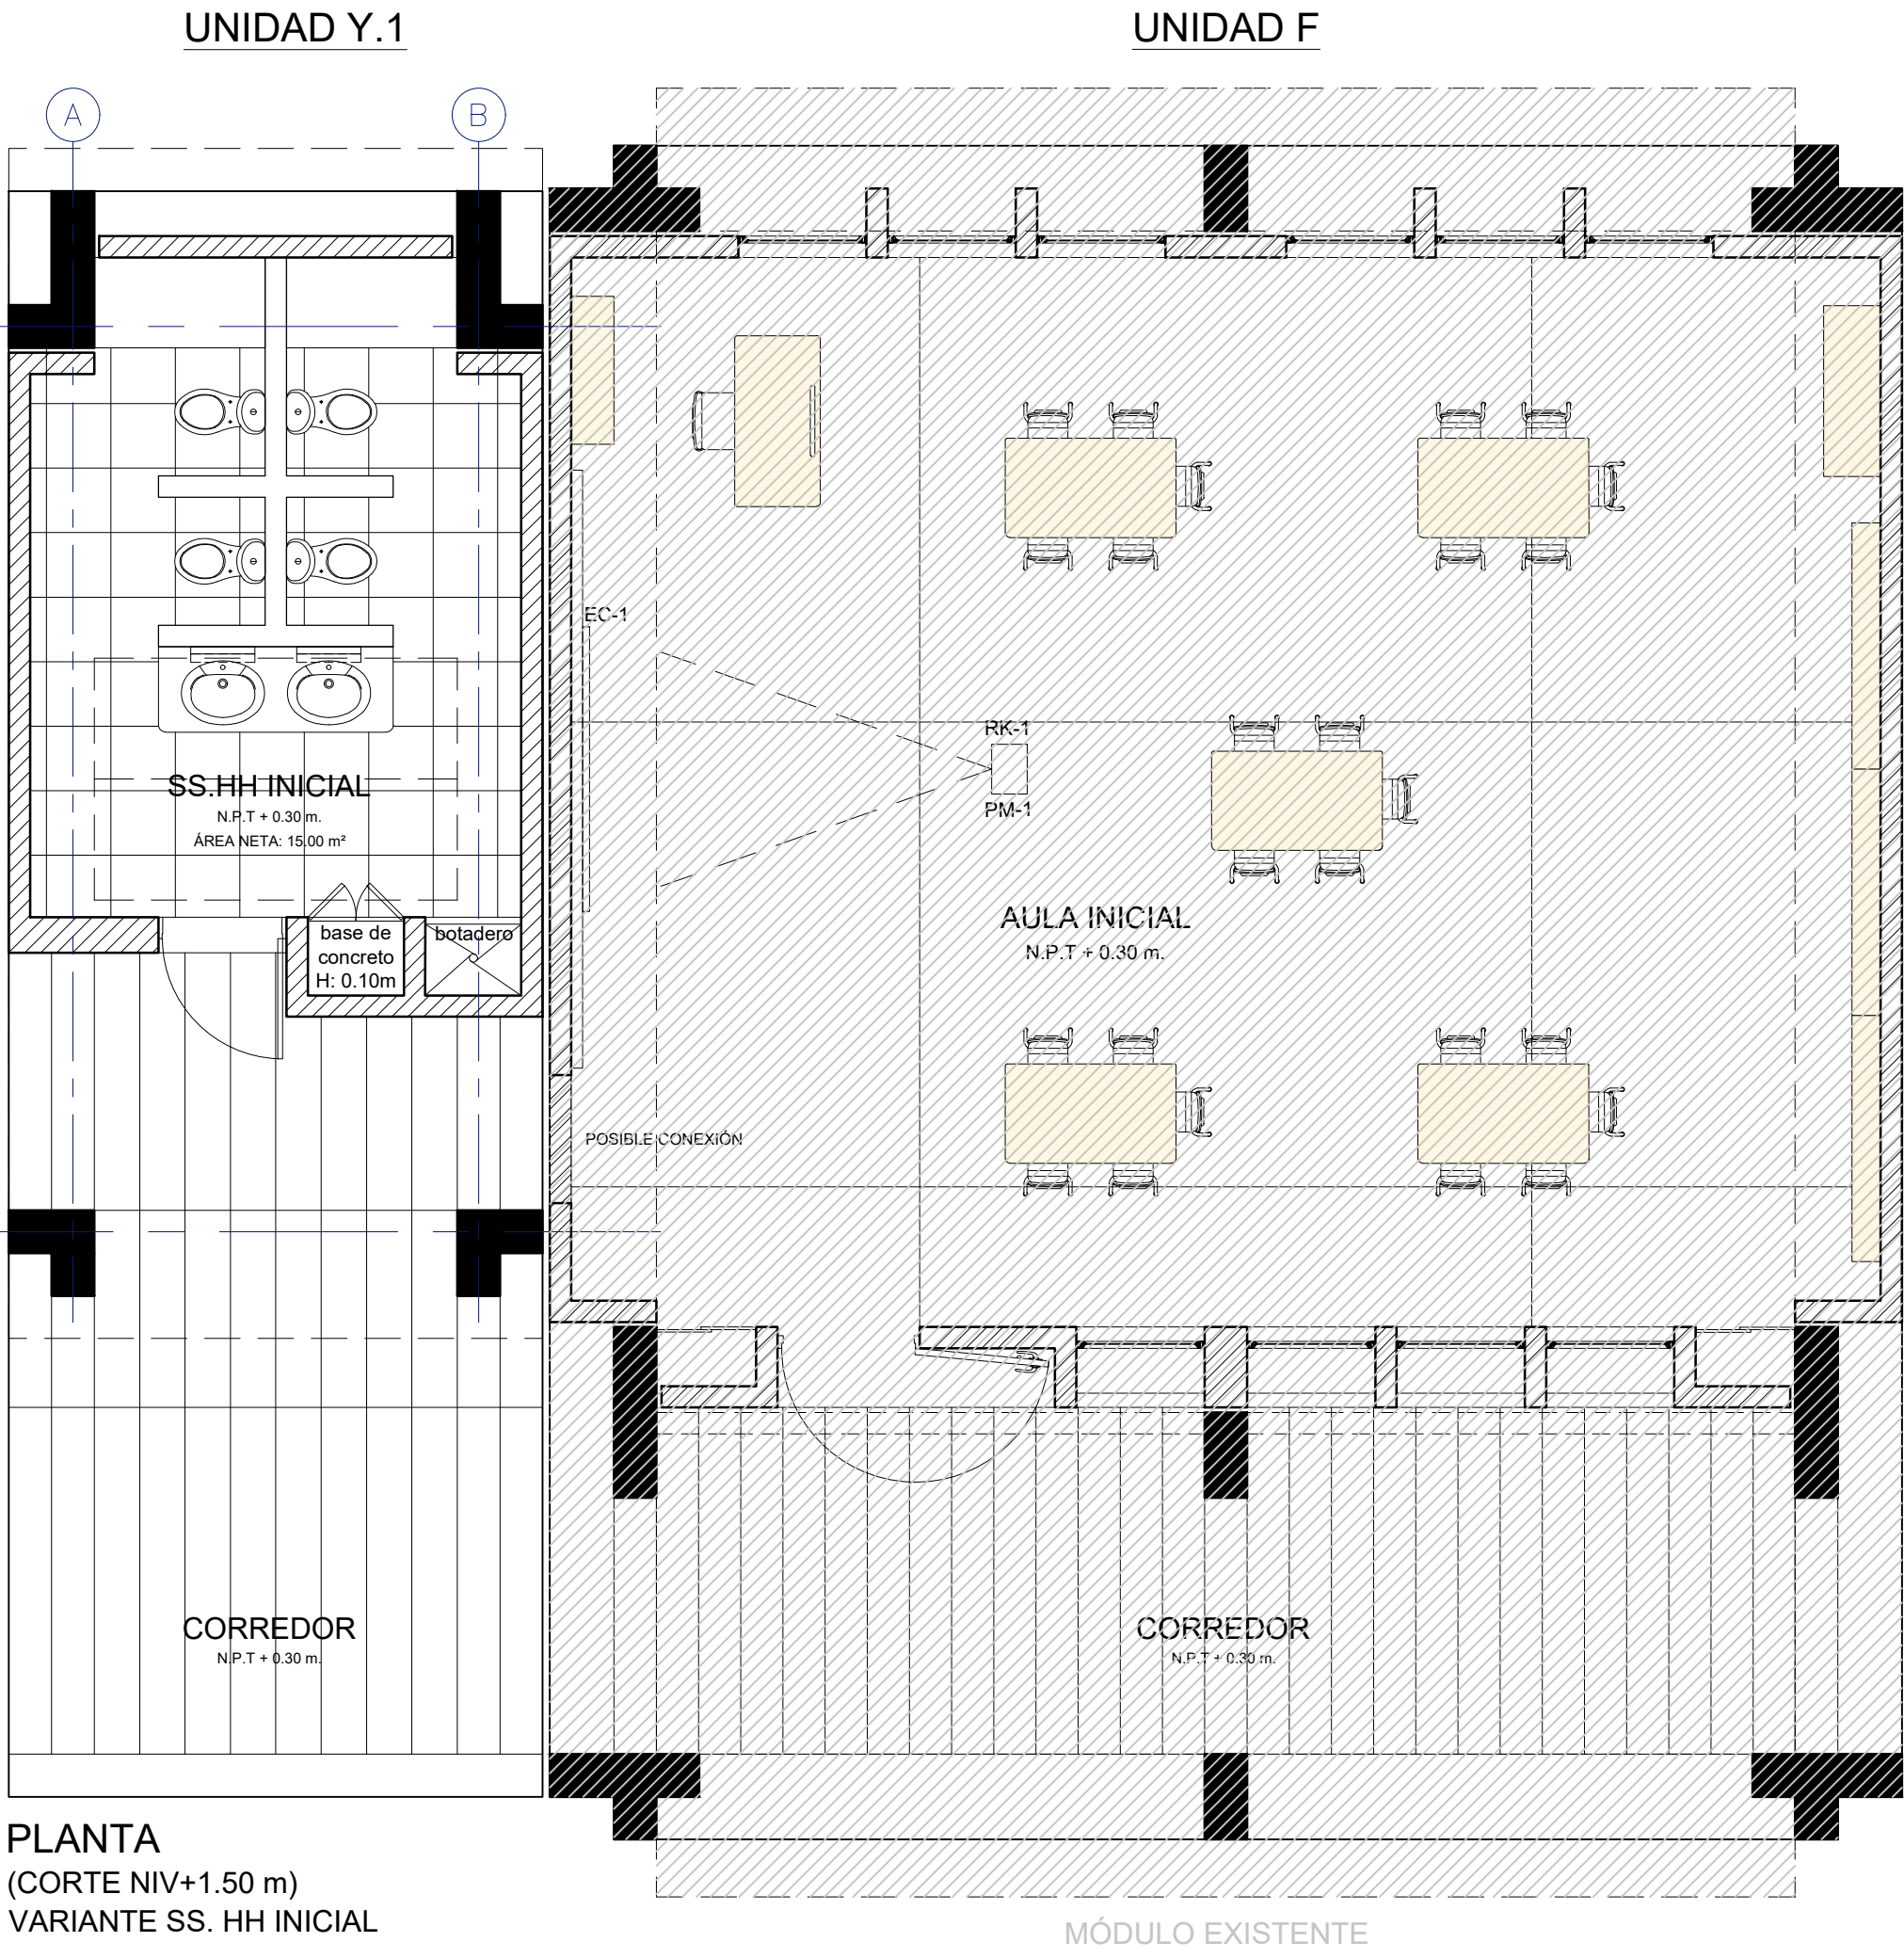 UNIDAD Y.1
UNIDAD F
A
B
EC-1
RK-1
PM-1
SS.HH INICIAL
N.P.T + 0.30 m.
ÁREA NETA: 15.00 m²
base de
concreto
H: 0.10m
botadero
AULA INICIAL
N.P.T + 0.30 m.
POSIBLE CONEXIÓN
CORREDOR
N.P.T + 0.30 m.
CORREDOR
N.P.T + 0.30 m.
PLANTA
(CORTE NIV+1.50 m)
VARIANTE SS. HH INICIAL
MÓDULO EXISTENTE